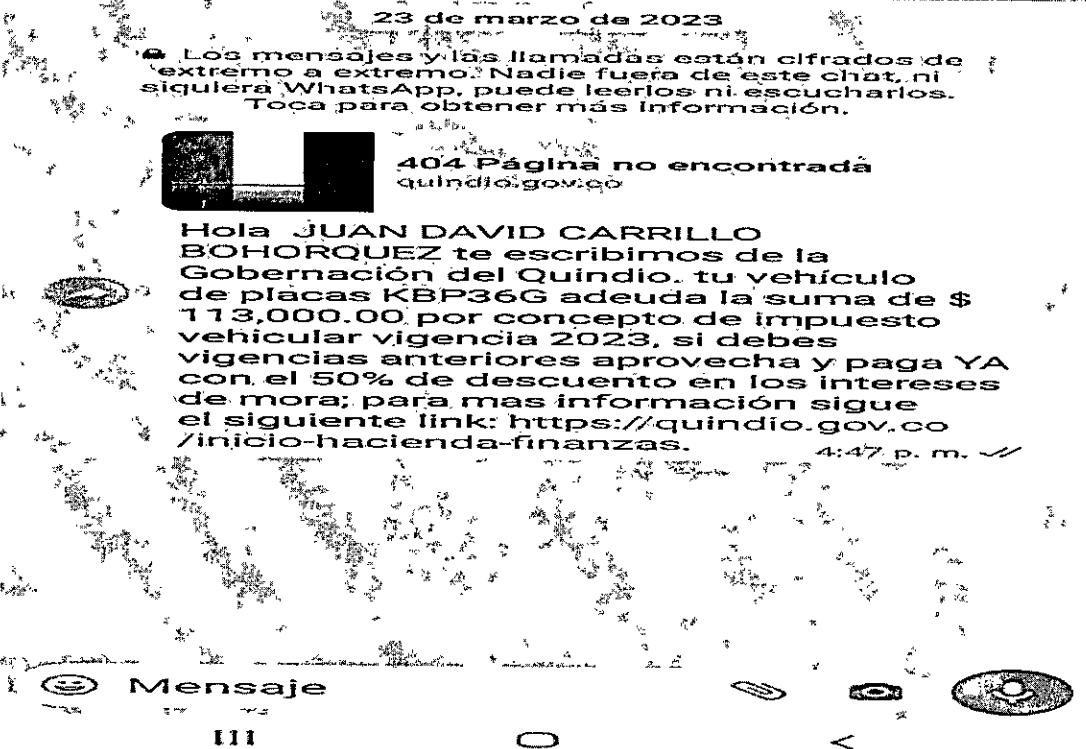 23 de marzo de 2023
Los mensajes y las llamadas están cifrados de
extremo a extremo. Nadie fuera de este chat, ni
siquiera WhatsApp, puede leerlos ni escucharlos.
Toca para obtener más información.
404 Página no encontrada
quindio.gov.co
Hola JUAN DAVID CARRILLO
BOHORQUEZ te escribimos de la
Gobernación del Quindio. tu vehículo
de placas KBP36G adeuda la suma de $
113,000.00 por concepto de impuesto
vehicular vigencia 2023, si debes
vigencias anteriores aprovecha y paga YA
con el 50% de descuento en los intereses
de mora; para mas información sigue
el siguiente link: https://quindio.gov.co
/inicio-hacienda-finanzas.
4:47 p. m.
Mensaje